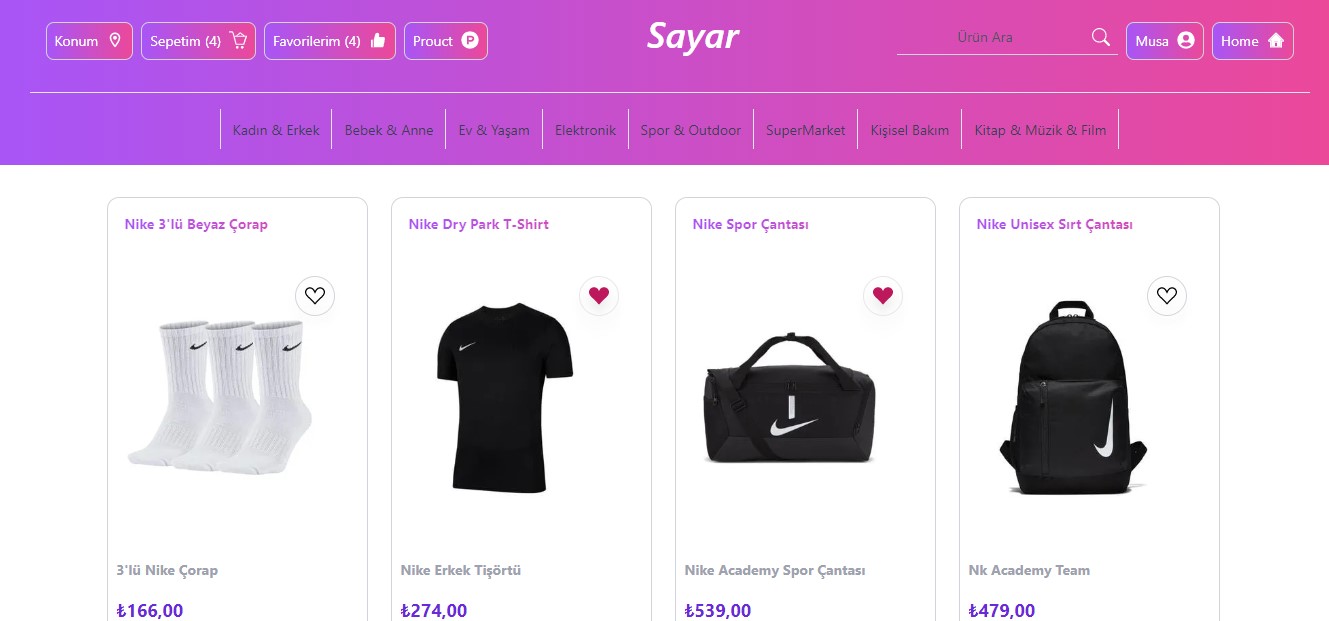 Konum Sepetim (4) Favorilerim (4) Prouct P Sayar Ürün Ara Musa Home
Kadın & Erkek Bebek & Anne Ev & Yaşam Elektronik Spor & Outdoor SuperMarket Kişisel Bakım Kitap & Müzik & Film
Nike 3'lü Beyaz Çorap Nike Dry Park T-Shirt Nike Spor Çantası Nike Unisex Sırt Çantası
3'lü Nike Çorap Nike Erkek Tişörtü Nike Academy Spor Çantası Nk Academy Team
₺166,00 ₺274,00 ₺539,00 ₺479,00